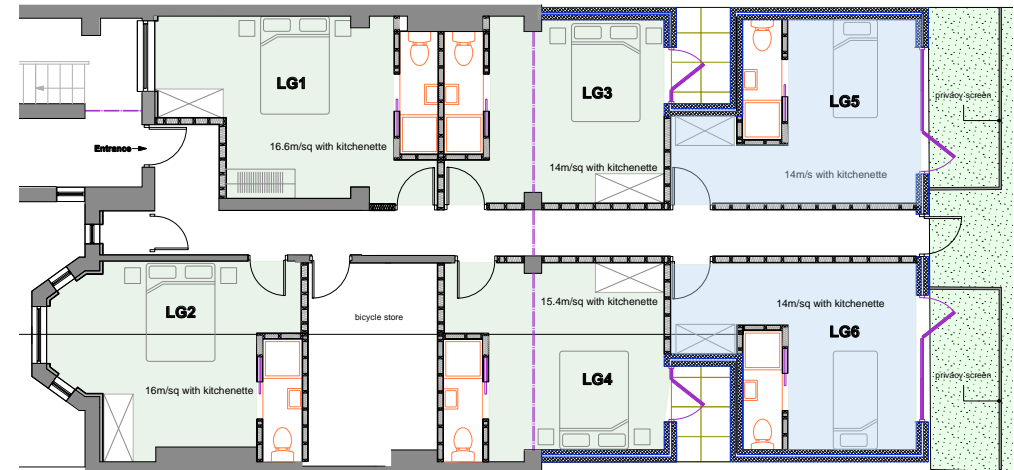 LG1
16.6m/sq with kitchenette
LG3
14m/sq with kitchenette
LG5
14m/s with kitchenette
privacy screen
Entrance
LG2
16m/sq with kitchenette
bicycle store
15.4m/sq with kitchenette
LG4
14m/sq with kitchenette
LG6
privacy screen